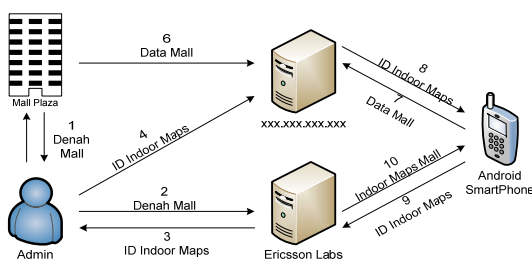 6
Data Mall
8
ID Indoor Maps
7
Data Mall
Mall Plaza
1
Denah
Mall
4
ID Indoor Maps
xxx.xxx.xxx.xxx
10
Indoor Maps Mall
9
ID Indoor Maps
Android
SmartPhone
2
Denah Mall
3
ID Indoor Maps
Admin
Ericsson Labs